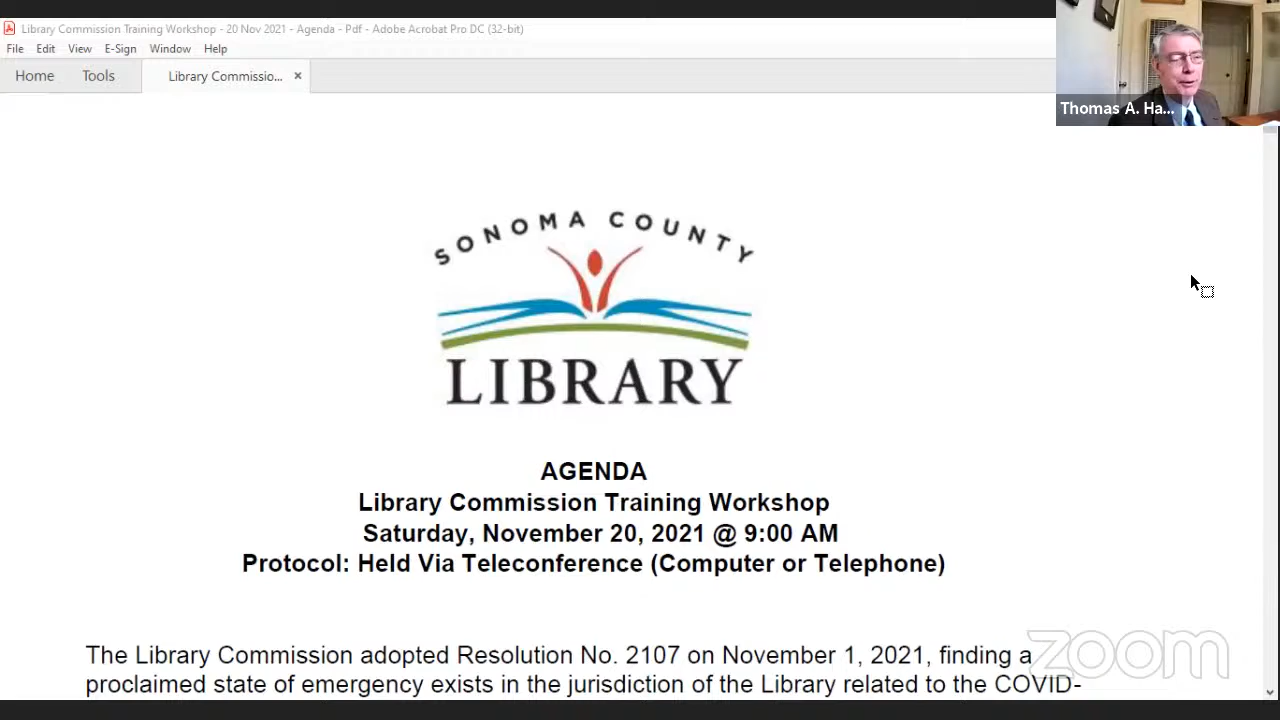 Library Commission Training Workshop - 20 Nov 2021 - Agenda - Pdf - Adobe Acrobat Pro DC (32-bit)
File Edit View E-Sign Window Help
Home Tools Library Commissio... ×
Thomas A. Ha...
SONOMA COUNTY
LIBRARY
AGENDA
Library Commission Training Workshop
Saturday, November 20, 2021 @ 9:00 AM
Protocol: Held Via Teleconference (Computer or Telephone)
The Library Commission adopted Resolution No. 2107 on November 1, 2021, finding a
proclaimed state of emergency exists in the jurisdiction of the Library related to the COVID-
zoom